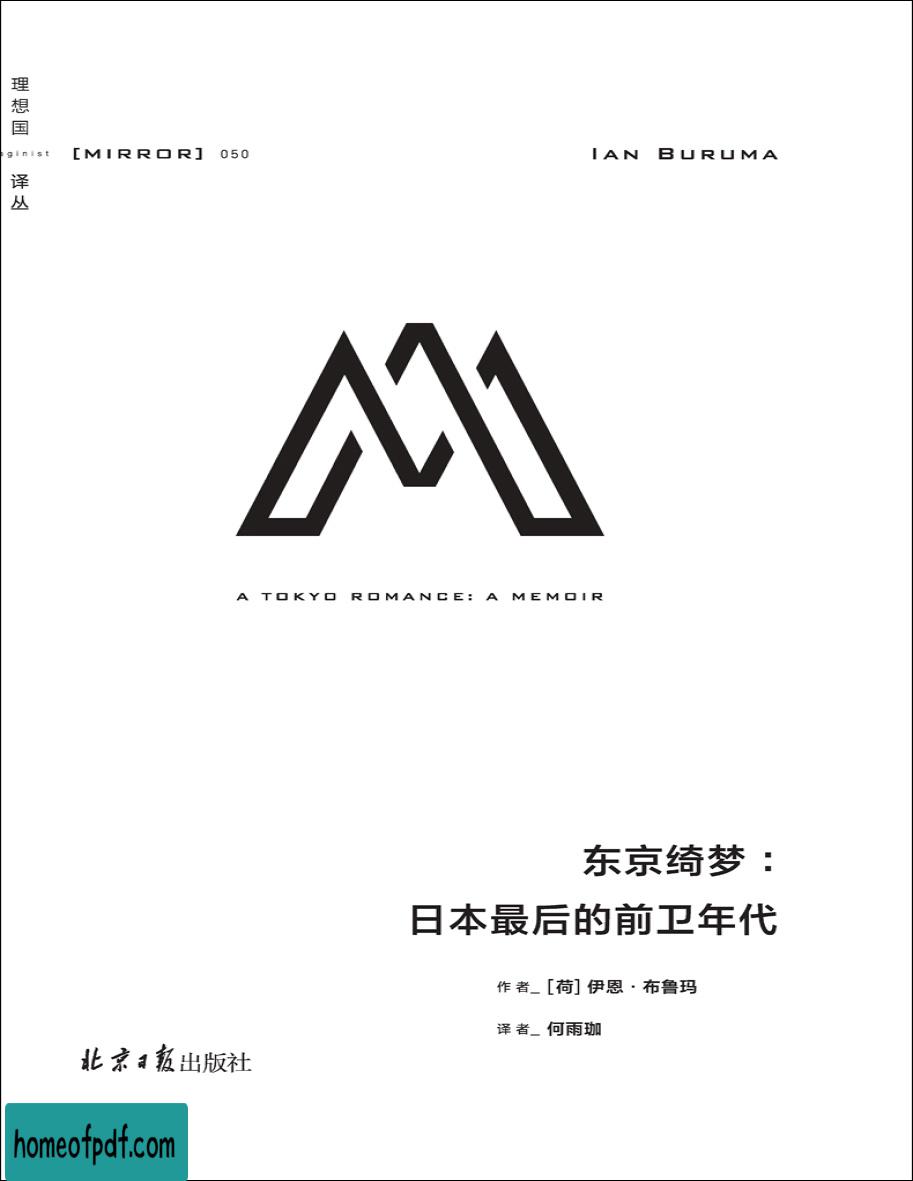 理想国
译丛
[MIRROR] 050
IAN BURUMA
A TOKYO ROMANCE: A MEMOIR
东京绮梦：
日本最后的前卫年代
作者_ [荷] 伊恩·布鲁玛
译者_ 何雨珈
北京日报出版社
homeofpdf.com